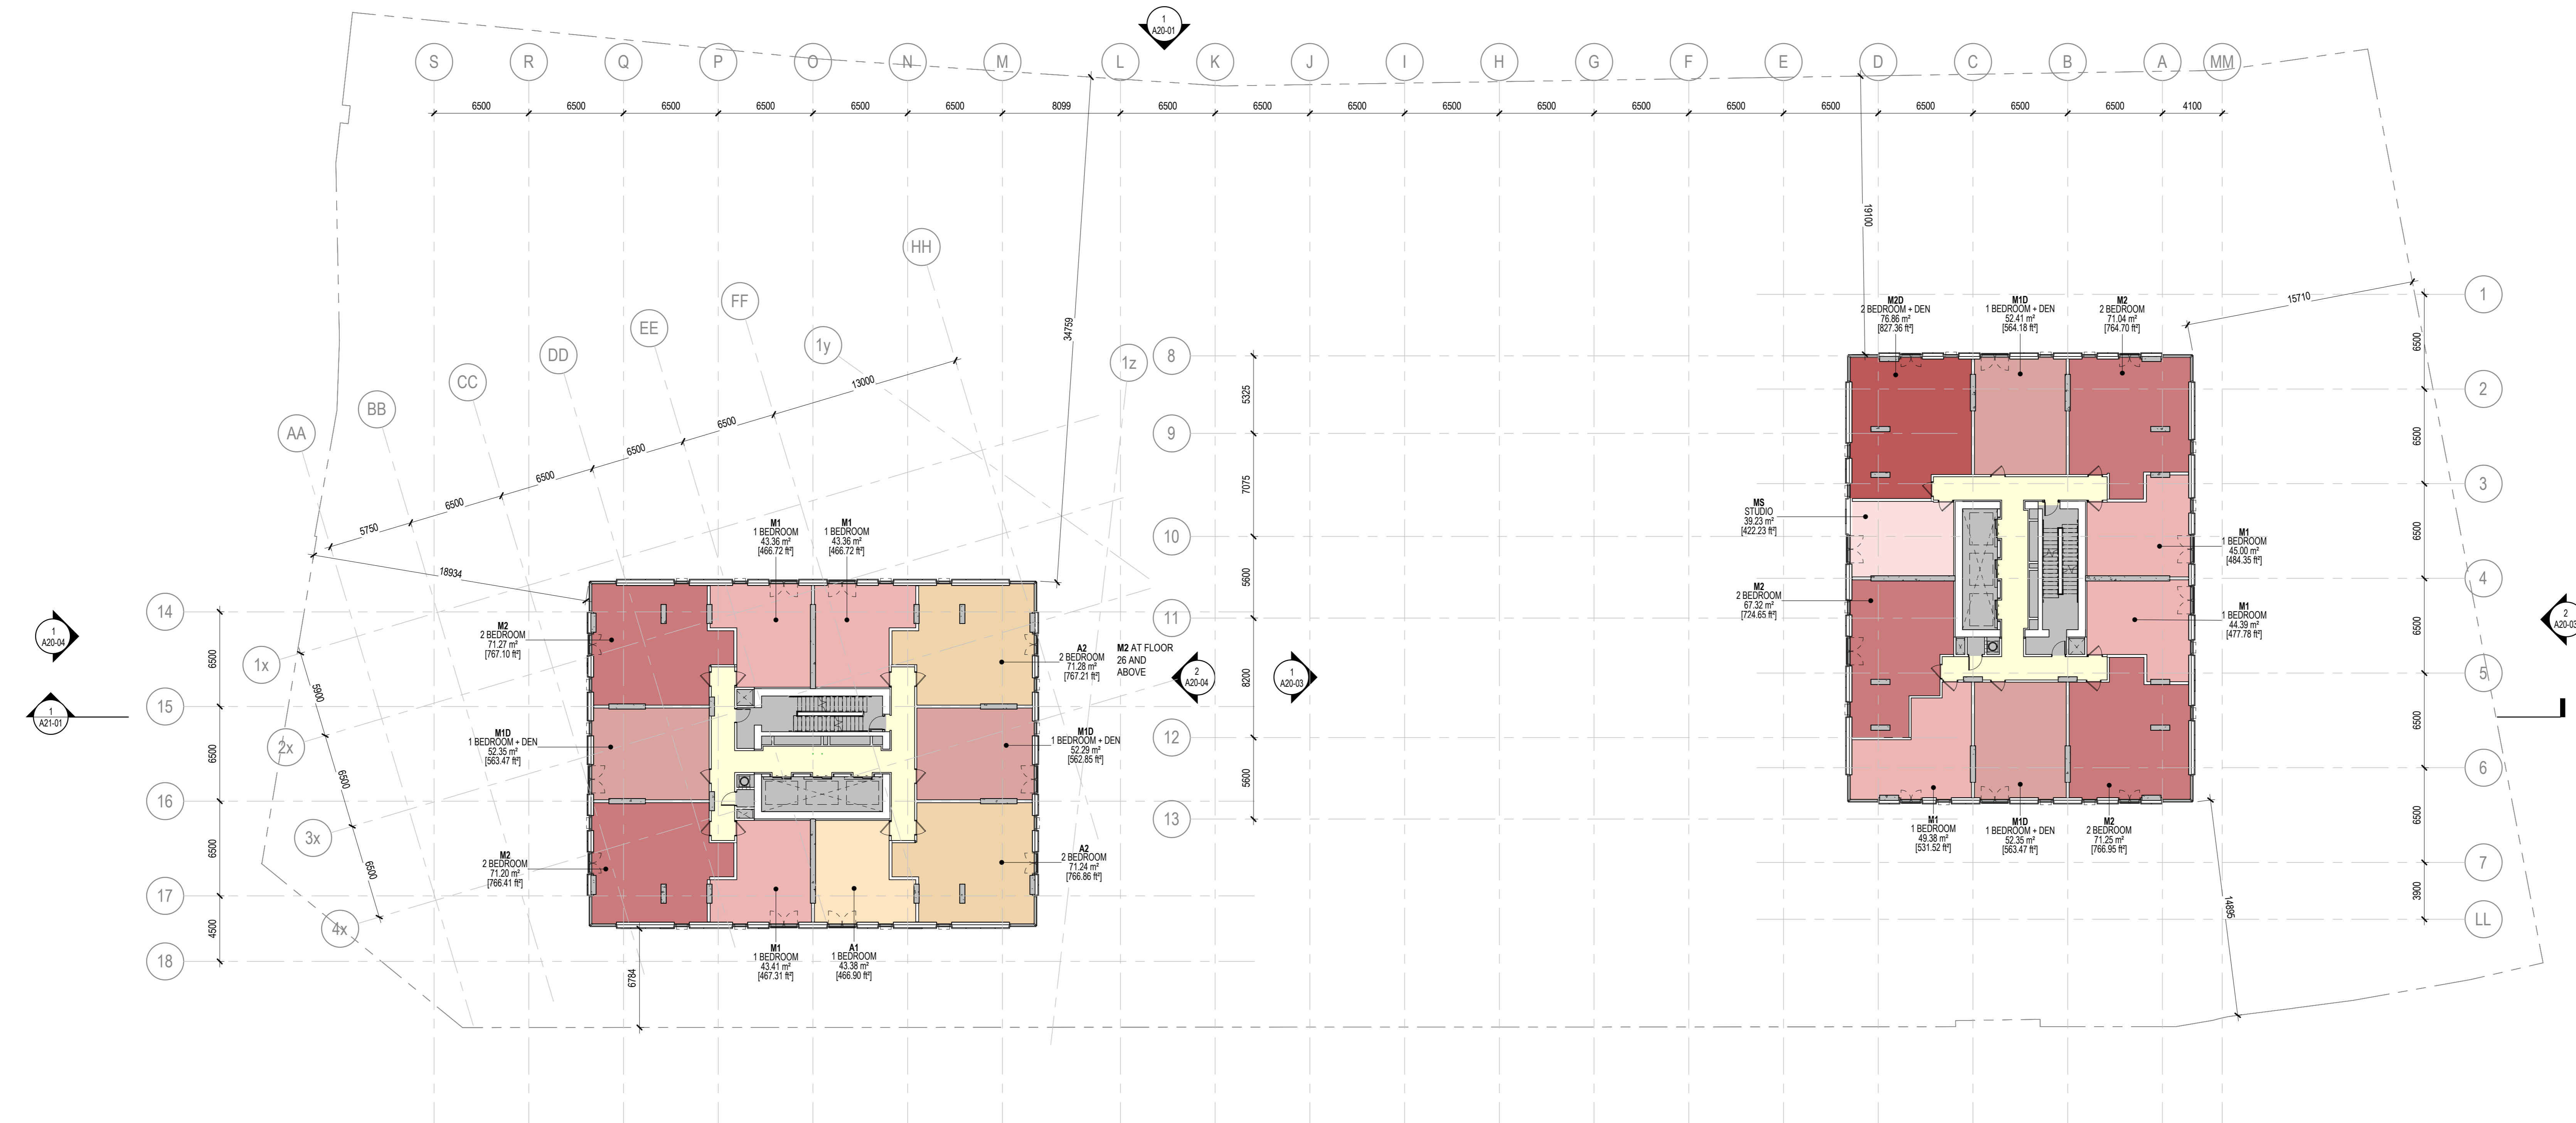 1
A20-01
S
R
Q
P
O
N
M
L
K
J
I
H
G
F
E
D
C
B
A
MM
6500
6500
6500
6500
6500
6500
8099
6500
6500
6500
6500
6500
6500
6500
6500
6500
6500
6500
4100
19100
34759
15710
HH
FF
EE
DD
CC
BB
AA
1y
1z
13000
6500
6500
6500
6500
6500
5750
18934
8
9
10
11
12
13
5325
7075
5600
8200
5600
1
2
3
4
5
6
7
LL
6500
6500
6500
6500
6500
6500
3900
M2D
2 BEDROOM + DEN
76.86 m²
[827.36 ft²]
M1D
1 BEDROOM + DEN
52.41 m²
[564.18 ft²]
M2
2 BEDROOM
71.04 m²
[764.70 ft²]
MS
STUDIO
39.23 m²
[422.23 ft²]
M1
1 BEDROOM
45.00 m²
[484.35 ft²]
M2
2 BEDROOM
67.32 m²
[724.65 ft²]
M1
1 BEDROOM
44.39 m²
[477.78 ft²]
M1
1 BEDROOM
49.38 m²
[531.52 ft²]
M1D
1 BEDROOM + DEN
52.35 m²
[563.47 ft²]
M2
2 BEDROOM
71.25 m²
[766.95 ft²]
14895
M1
1 BEDROOM
43.36 m²
[466.72 ft²]
M1
1 BEDROOM
43.36 m²
[466.72 ft²]
M2
2 BEDROOM
71.27 m²
[767.10 ft²]
A2
2 BEDROOM
71.28 m²
[767.21 ft²]
M2 AT FLOOR
26 AND
ABOVE
M1D
1 BEDROOM + DEN
52.35 m²
[563.47 ft²]
M1D
1 BEDROOM + DEN
52.29 m²
[562.85 ft²]
M2
2 BEDROOM
71.20 m²
[766.41 ft²]
A2
2 BEDROOM
71.24 m²
[766.86 ft²]
M1
1 BEDROOM
43.41 m²
[467.31 ft²]
A1
1 BEDROOM
43.38 m²
[466.90 ft²]
6784
14
15
16
17
18
6500
6500
6500
4500
1x
2x
3x
4x
5900
6500
6500
1
A20-04
1
A21-01
2
A20-04
1
A20-03
2
A20-03